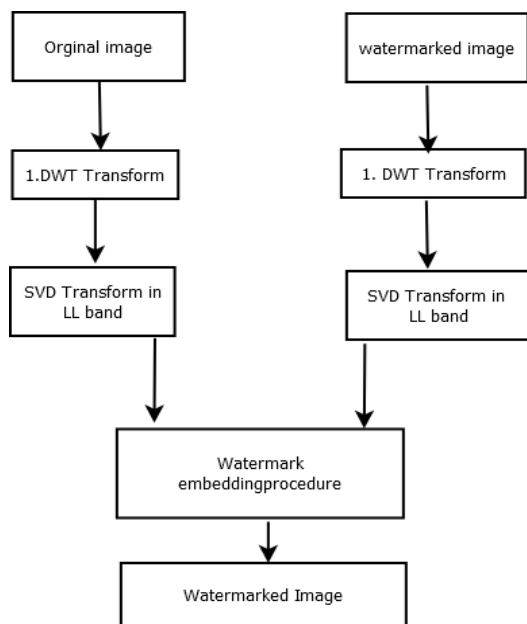 Orginal image
watermarked image
1.DWT Transform
1. DWT Transform
SVD Transform in
LL band
SVD Transform in
LL band
Watermark
embeddingprocedure
Watermarked Image